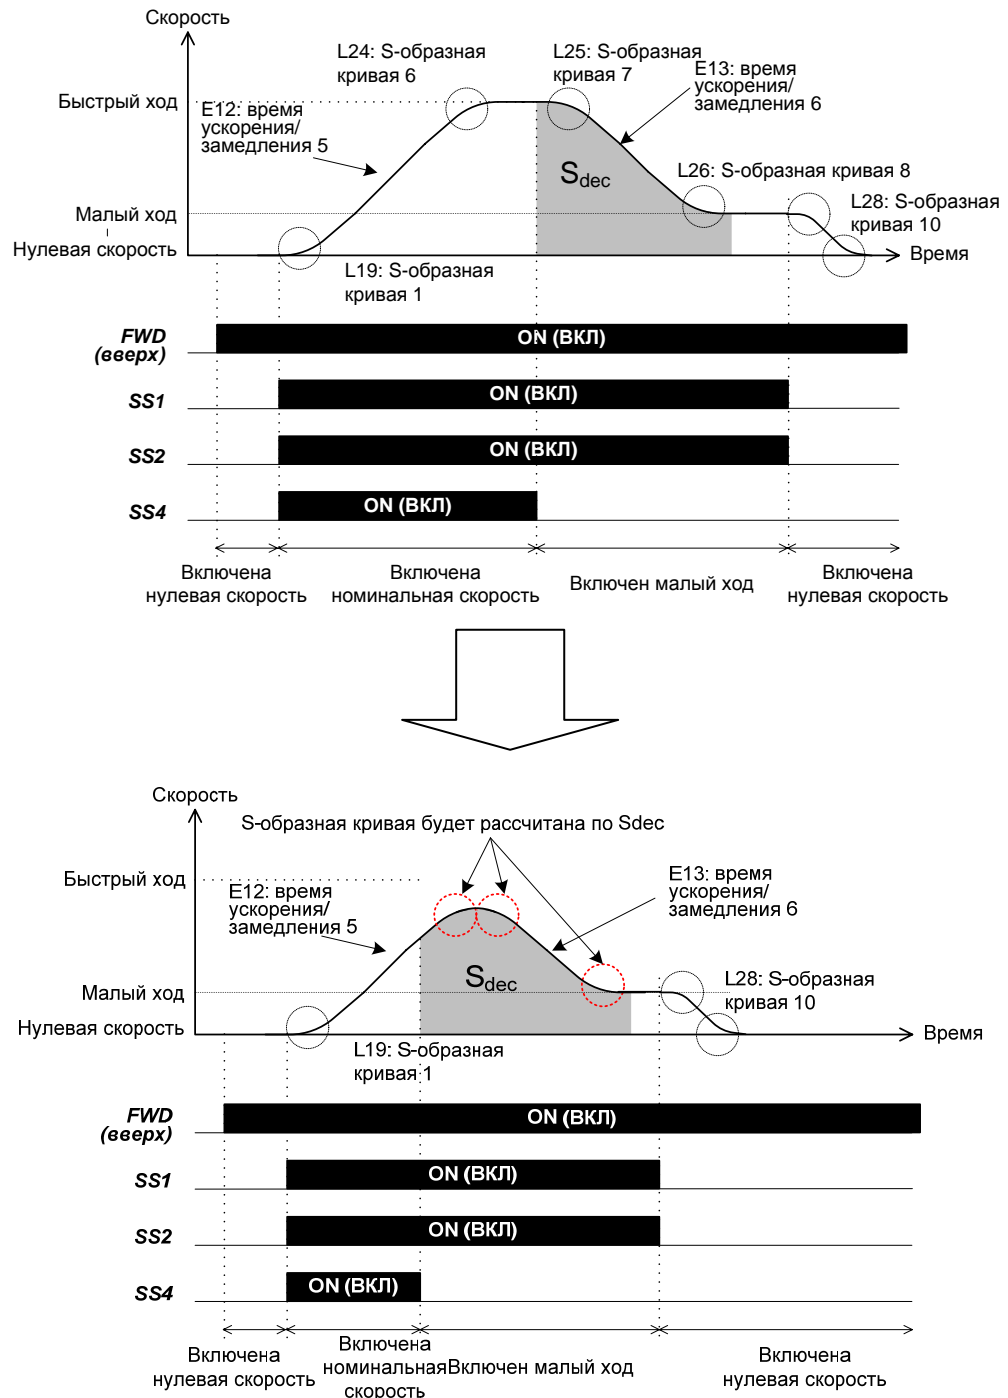 Скорость
L24: S-образная
кривая 6
L25: S-образная
кривая 7
E13: время
ускорения/
замедления 6
Быстрый ход
E12: время
ускорения/
замедления 5
Sdec
L26: S-образная кривая 8
L28: S-образная
кривая 10
Малый ход
Нулевая скорость
Время
L19: S-образная
кривая 1
FWD
(вверх)
ON (ВКЛ)
SS1
ON (ВКЛ)
SS2
ON (ВКЛ)
SS4
ON (ВКЛ)
Включена
нулевая скорость
Включена
номинальная скорость
Включен малый ход
Включена
нулевая скорость
Скорость
S-образная кривая будет рассчитана по Sdec
Быстрый ход
E12: время
ускорения/
замедления 5
E13: время
ускорения/
замедления 6
Sdec
L28: S-образная
кривая 10
Малый ход
Нулевая скорость
Время
L19: S-образная
кривая 1
FWD
(вверх)
ON (ВКЛ)
SS1
ON (ВКЛ)
SS2
ON (ВКЛ)
SS4
ON (ВКЛ)
Включена
нулевая скорость
Включена
номинальная
скорость
Включен малый ход
Включена
нулевая скорость